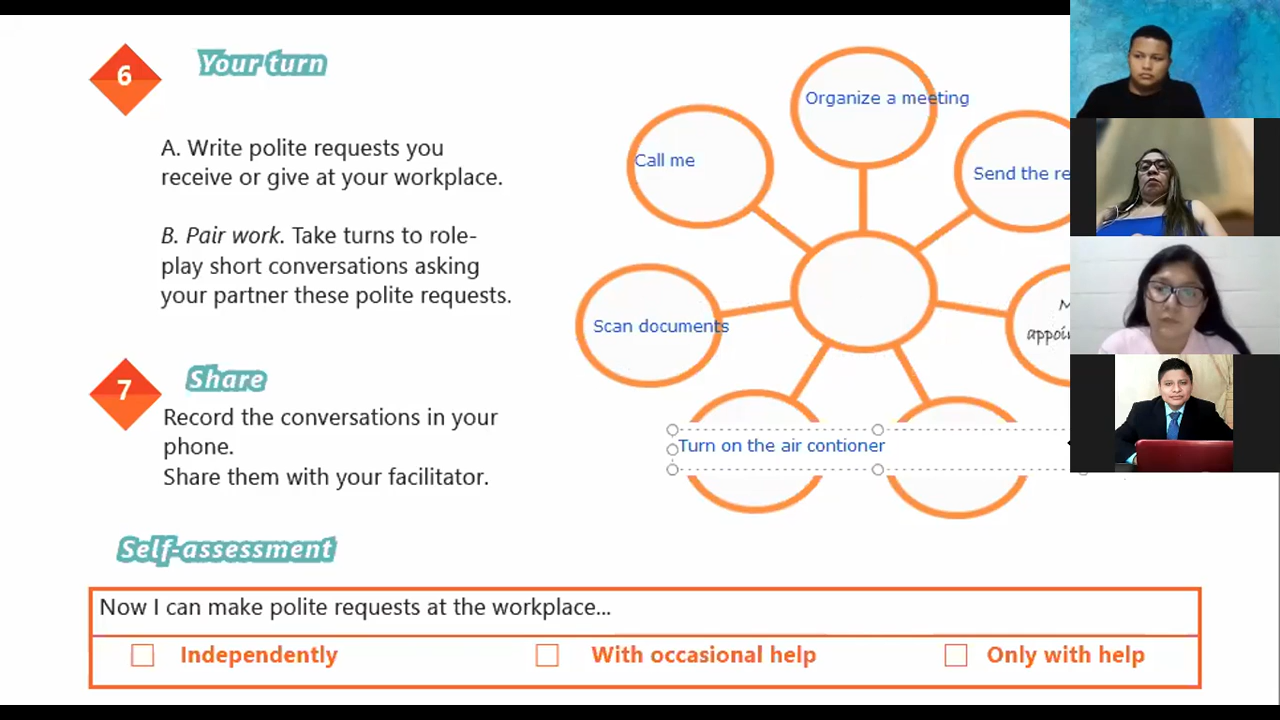 6
Your turn
A. Write polite requests you
receive or give at your workplace.
B. Pair work. Take turns to role-
play short conversations asking
your partner these polite requests.
7
Share
Record the conversations in your
phone.
Share them with your facilitator.
Organize a meeting
Call me
Send the re
Scan documents
M
appoin
Turn on the air contioner
Self-assessment
Now I can make polite requests at the workplace...
Independently
With occasional help
Only with help